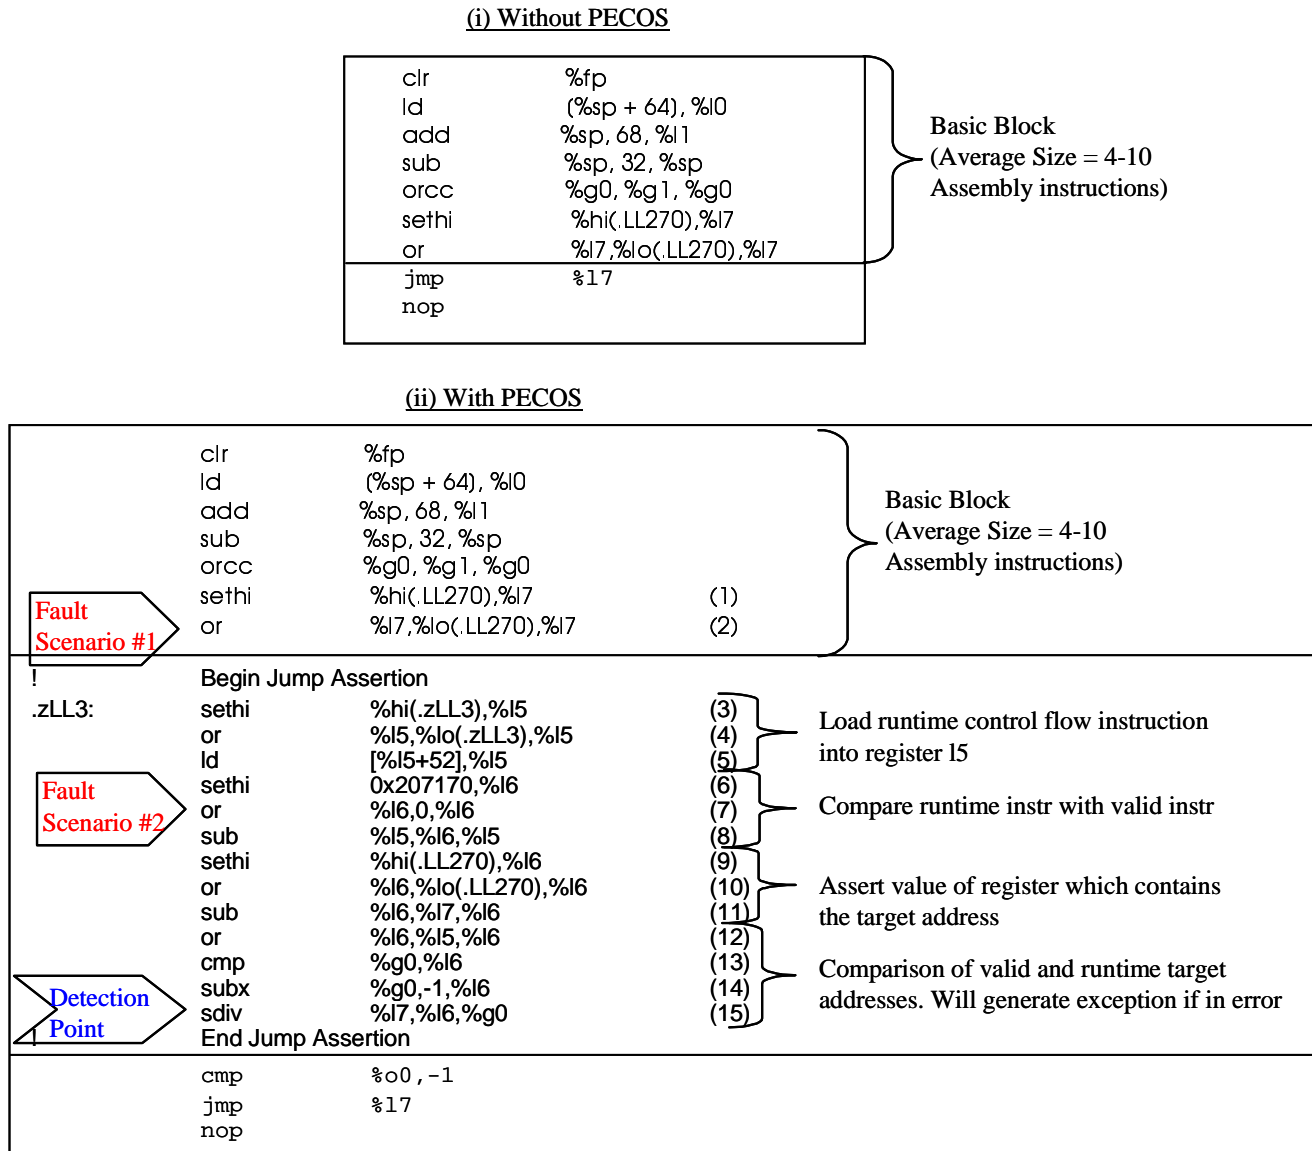 (i) Without PECOS
clr %fp
ld (%sp + 64), %l0
add %sp, 68, %l1
sub %sp, 32, %sp
orcc %g0, %g1, %g0
sethi %hi(.LL270),%l7
or %l7,%lo(.LL270),%l7
jmp %l7
nop
Basic Block
(Average Size = 4-10
Assembly instructions)
(ii) With PECOS
clr %fp
ld (%sp + 64), %l0
add %sp, 68, %l1
sub %sp, 32, %sp
orcc %g0, %g1, %g0
sethi %hi(.LL270),%l7 (1)
or %l7,%lo(.LL270),%l7 (2)
Basic Block
(Average Size = 4-10
Assembly instructions)
Fault
Scenario #1
! Begin Jump Assertion
.zLL3: sethi %hi(.zLL3),%l5 (3)
or %l5,%lo(.zLL3),%l5 (4)
ld [%l5+52],%l5 (5)
Load runtime control flow instruction
into register l5
Fault
Scenario #2
sethi 0x207170,%l6 (6)
or %l6,0,%l6 (7)
sub %l5,%l6,%l5 (8)
Compare runtime instr with valid instr
sethi %hi(.LL270),%l6 (9)
or %l6,%lo(.LL270),%l6 (10)
sub %l6,%l7,%l6 (11)
Assert value of register which contains
the target address
or %l6,%l5,%l6 (12)
cmp %g0,%l6 (13)
subx %g0,-1,%l6 (14)
sdiv %l7,%l6,%g0 (15)
Comparison of valid and runtime target
addresses. Will generate exception if in error
Detection
Point
! End Jump Assertion
cmp %o0,-1
jmp %l7
nop